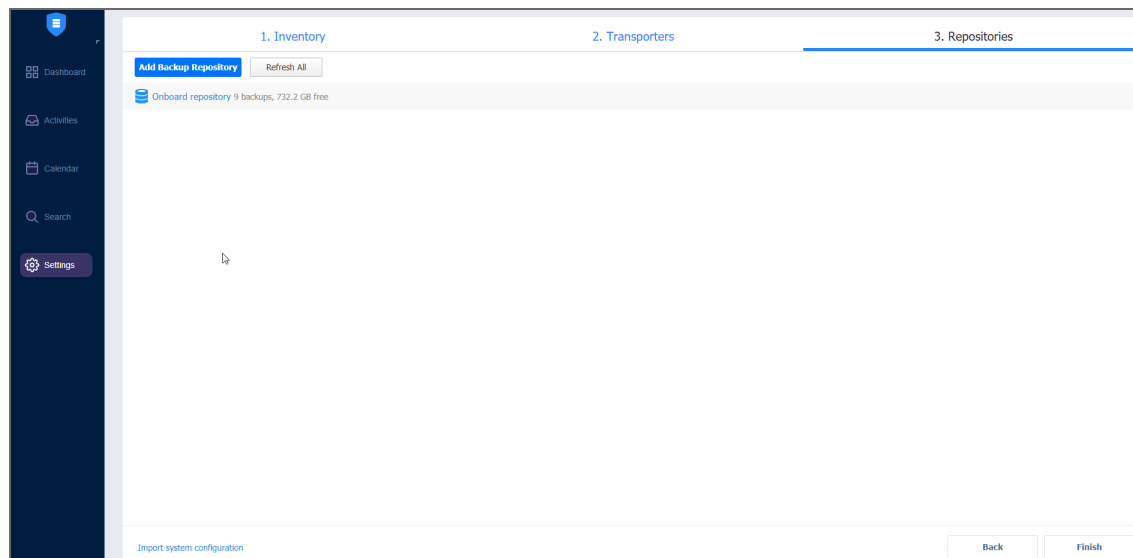 1. Inventory
2. Transporters
3. Repositories
Add Backup Repository
Refresh All
Onboard repository 9 backups, 732.2 GB free
Dashboard
Activities
Calendar
Search
Settings
Import system configuration
Back
Finish